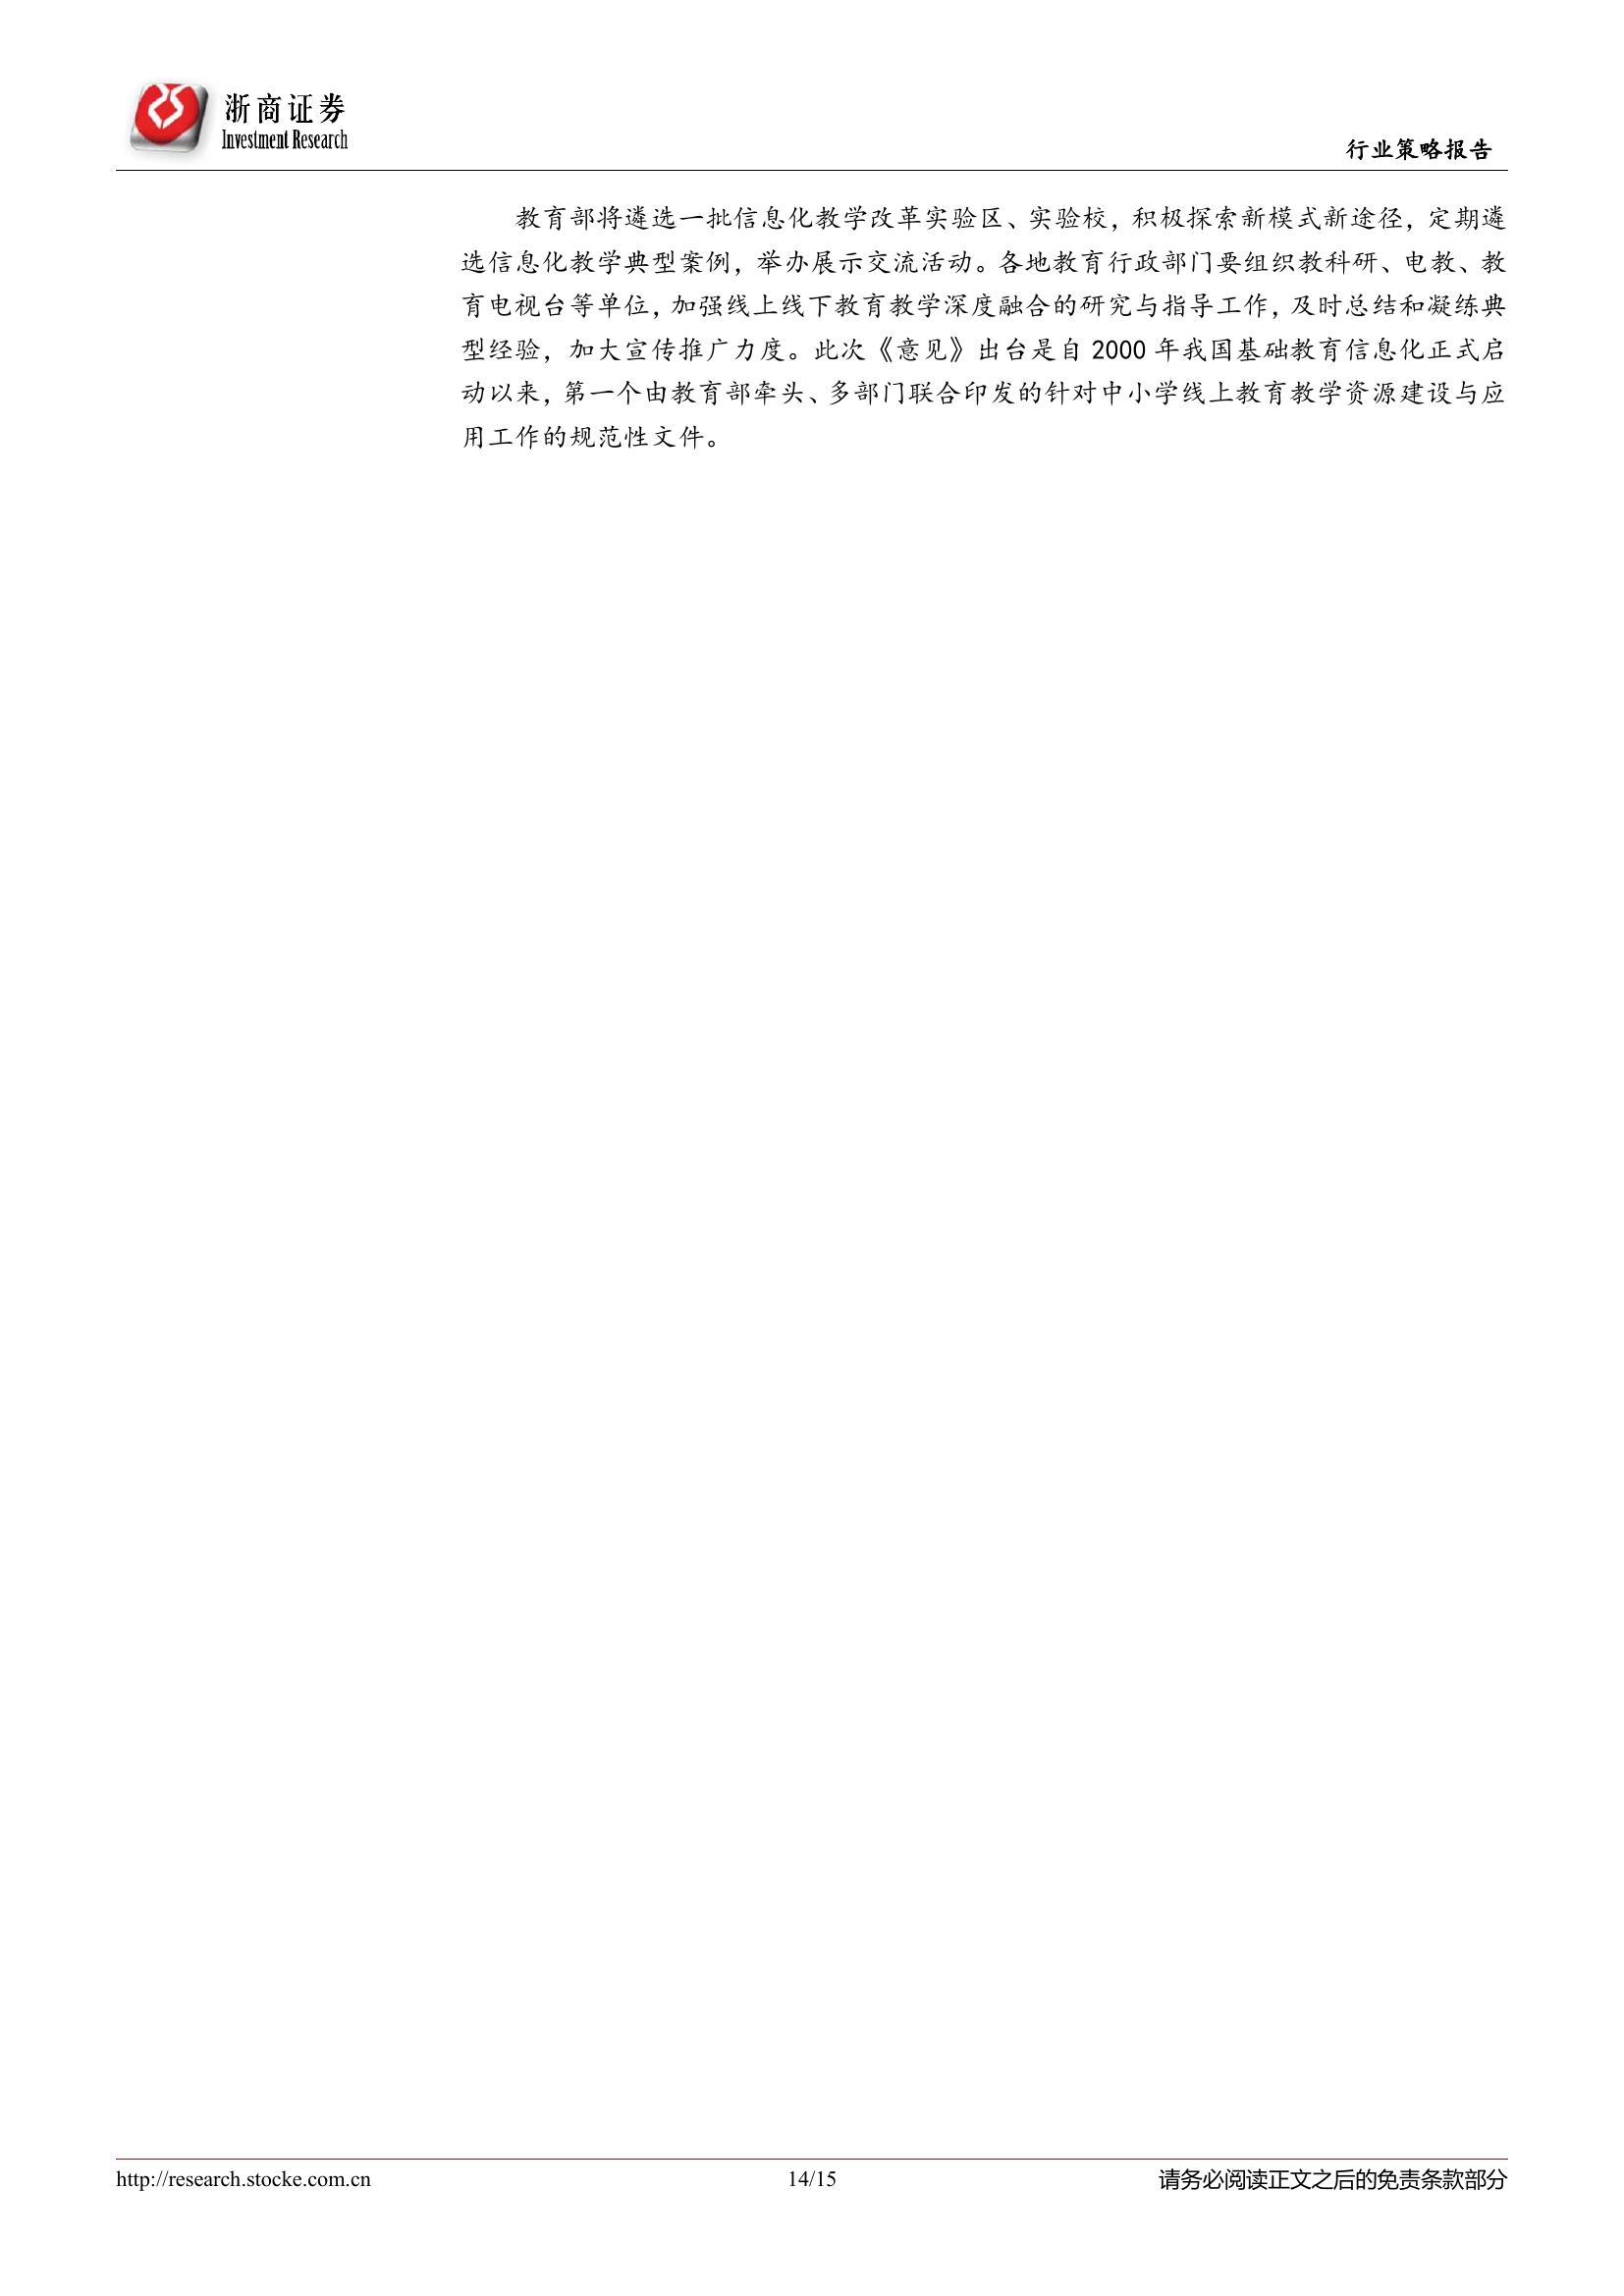 浙商证券
Investment Research
行业策略报告
教育部将遴选一批信息化教学改革实验区、实验校，积极探索新模式新途径，定期遴
选信息化教学典型案例，举办展示交流活动。各地教育行政部门要组织教科研、电教、教
育电视台等单位，加强线上线下教育教学深度融合的研究与指导工作，及时总结和凝练典
型经验，加大宣传推广力度。此次《意见》出台是自 2000 年我国基础教育信息化正式启
动以来，第一个由教育部牵头、多部门联合印发的针对中小学线上教育教学资源建设与应
用工作的规范性文件。
http://research.stocke.com.cn
14/15
请务必阅读正文之后的免责条款部分